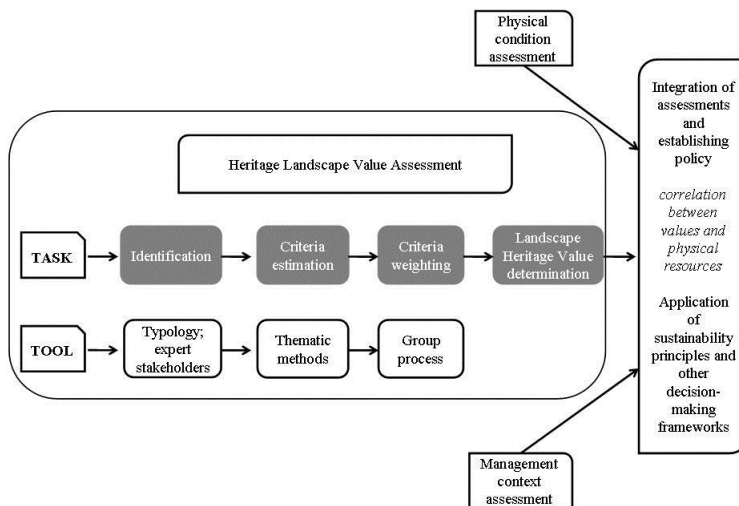 Physical
condition
assessment
Heritage Landscape Value Assessment
TASK
Identification
Criteria
estimation
Criteria
weighting
Landscape
Heritage Value
determination
TOOL
Typology;
expert
stakeholders
Thematic
methods
Group
process
Integration of
assessments
and
establishing
policy
correlation
between
values and
physical
resources
Application
of
sustainability
principles and
other
decision-
making
frameworks
Management
context
assessment